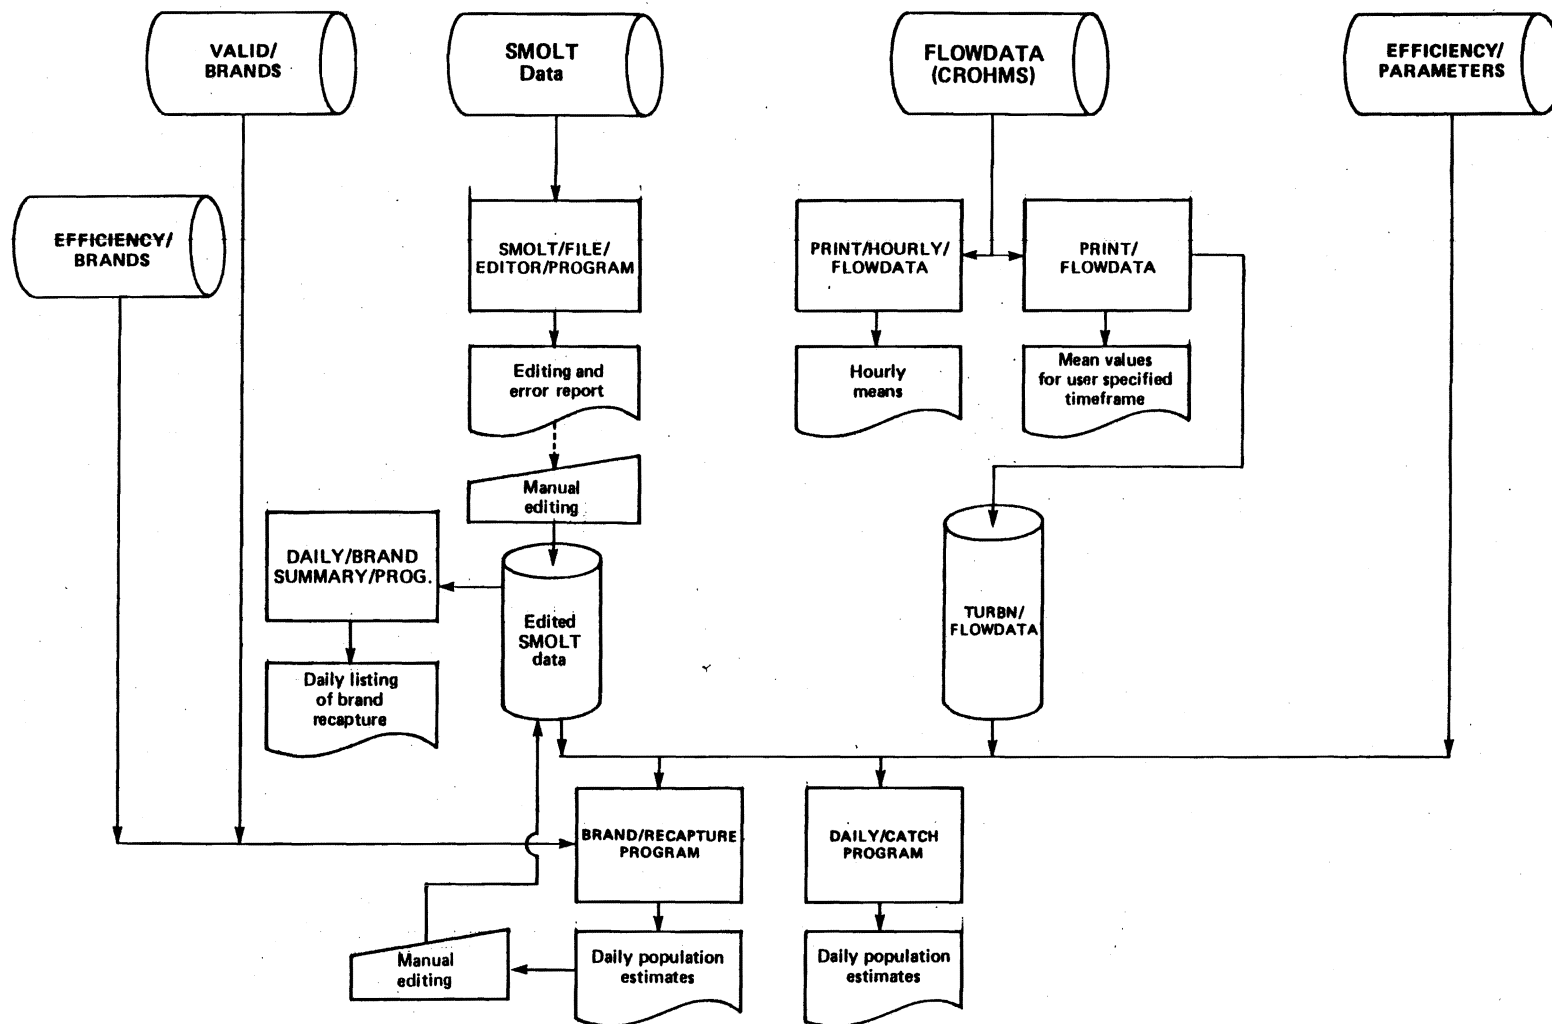 VALID/
BRANDS
SMOLT
Data
FLOWDATA
(CROHMS)
EFFICIENCY/
PARAMETERS
EFFICIENCY/
BRANDS
SMOLT/FILE/
EDITOR/PROGRAM
PRINT/HOURLY/
FLOWDATA
PRINT/
FLOWDATA
Editing and
error report
Hourly
means
Mean values
for user specified
timeframe
Manual
editing
DAILY/BRAND
SUMMARY/PROG.
Edited
SMOLT
data
TURBN/
FLOWDATA
Daily listing
of brand
recapture
BRAND/RECAPTURE
PROGRAM
DAILY/CATCH
PROGRAM
Manual
editing
Daily population
estimates
Daily population
estimates